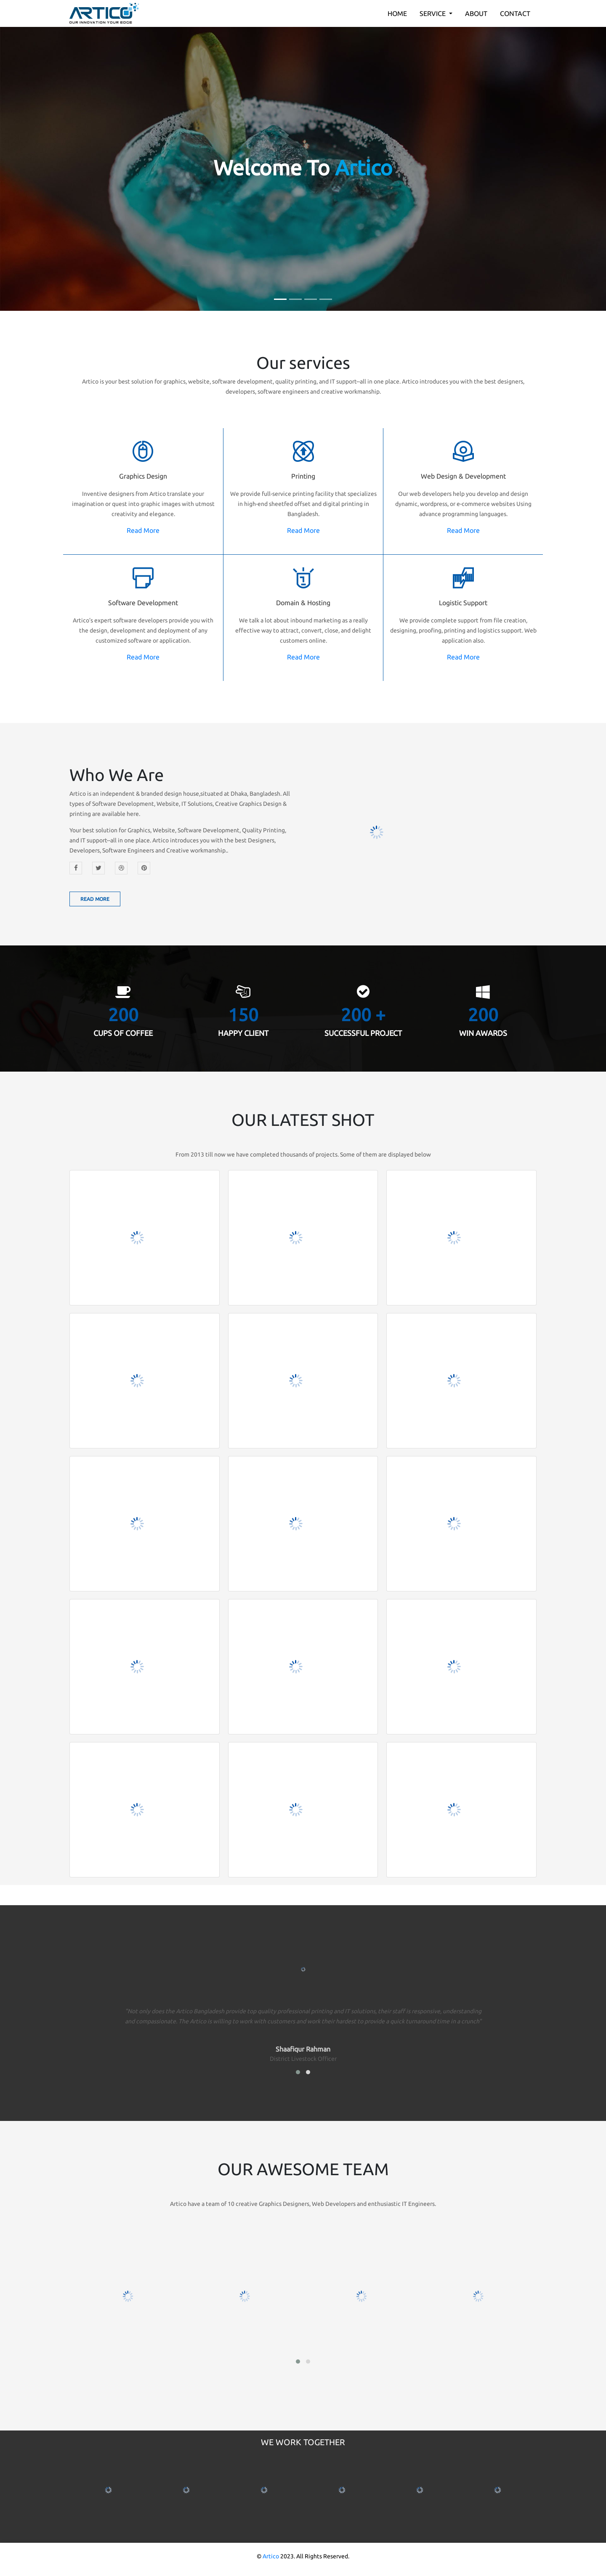 ARTICO
OUR INNOVATION YOUR GOOD
HOME
SERVICE
ABOUT
CONTACT
Welcome To Artico
Our services
Artico is your best solution for graphics, website, software development, quality printing, and IT support–all in one place. Artico introduces you with the best designers,
developers, software engineers and creative workmanship.
Graphics Design
Inventive designers from Artico translate your
imagination or quest into graphic images with utmost
creativity and elegance.
Read More
Printing
We provide full-service printing facility that specializes
in high-end sheetfed offset and digital printing in
Bangladesh.
Read More
Web Design & Development
Our web developers help you develop and design
dynamic, wordpress, or e-commerce websites Using
advance programming languages.
Read More
Software Development
Artico's expert software developers provide you with
the design, development and deployment of any
customized software or application.
Read More
Domain & Hosting
We talk a lot about inbound marketing as a really
effective way to attract, convert, close, and delight
customers online.
Read More
Logistic Support
We provide complete support from file creation,
designing, proofing, printing and logistics support. Web
application also.
Read More
Who We Are
Artico is an independent & branded design house,situated at Dhaka, Bangladesh. All
types of Software Development, Website, IT Solutions, Creative Graphics Design &
printing are available here.
Your best solution for Graphics, Website, Software Development, Quality Printing,
and IT support–all in one place. Artico introduces you with the best Designers,
Developers, Software Engineers and Creative workmanship..
READ MORE
200
CUPS OF COFFEE
150
HAPPY CLIENT
200 +
SUCCESSFUL PROJECT
200
WIN AWARDS
OUR LATEST SHOT
From 2013 till now we have completed thousands of projects. Some of them are displayed below
"Not only does the Artico Bangladesh provide top quality professional printing and IT solutions, their staff is responsive, understanding
and compassionate. The Artico is willing to work with customers and work their hardest to provide a quick turnaround time in a crunch"
Shaafiqur Rahman
District Livestock Officer
OUR AWESOME TEAM
Artico have a team of 10 creative Graphics Designers, Web Developers and enthusiastic IT Engineers.
WE WORK TOGETHER
© Artico 2023. All Rights Reserved.